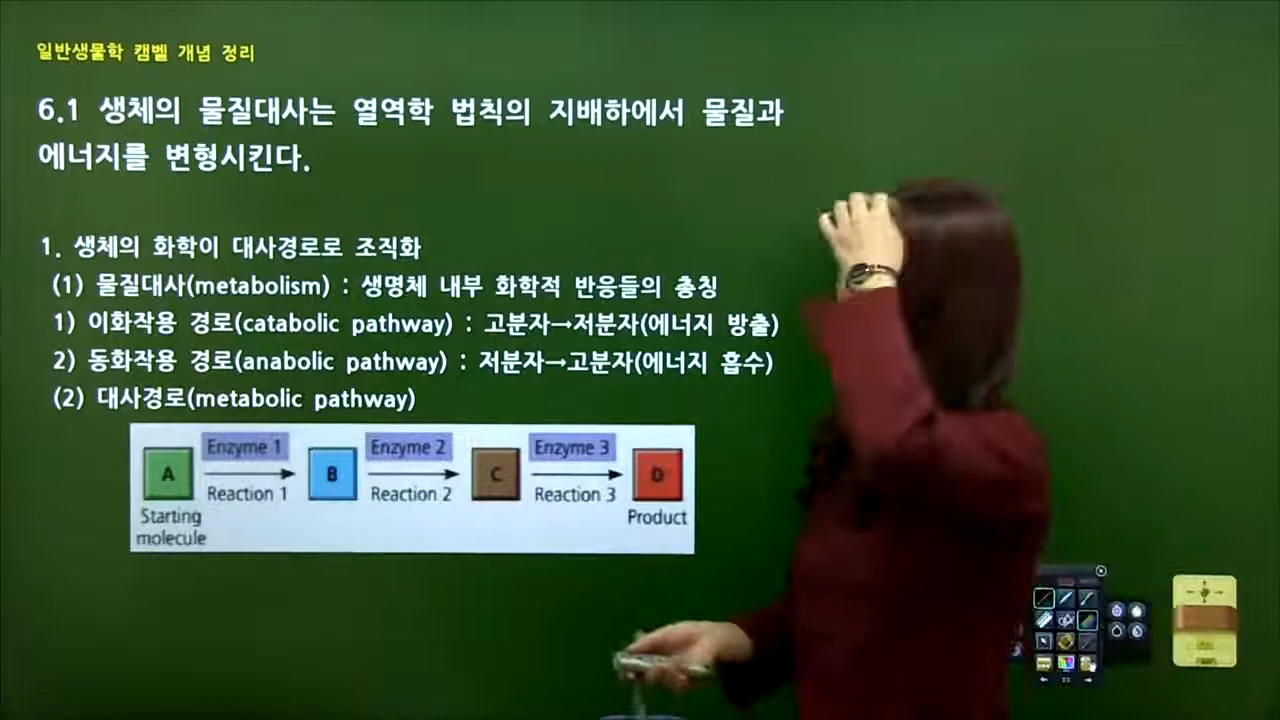 일반생물학 캠벨 개념 정리
6.1 생체의 물질대사는 열역학 법칙의 지배하에서 물질과
에너지를 변형시킨다.
1. 생체의 화학이 대사경로로 조직화
(1) 물질대사(metabolism) : 생명체 내부 화학적 반응들의 총칭
1) 이화작용 경로(catabolic pathway) : 고분자→저분자(에너지 방출)
2) 동화작용 경로(anabolic pathway) : 저분자→고분자(에너지 흡수)
(2) 대사경로(metabolic pathway)
Enzyme 1 Enzyme 2 Enzyme 3
A B C D
Reaction 1 Reaction 2 Reaction 3
Starting Product
molecule